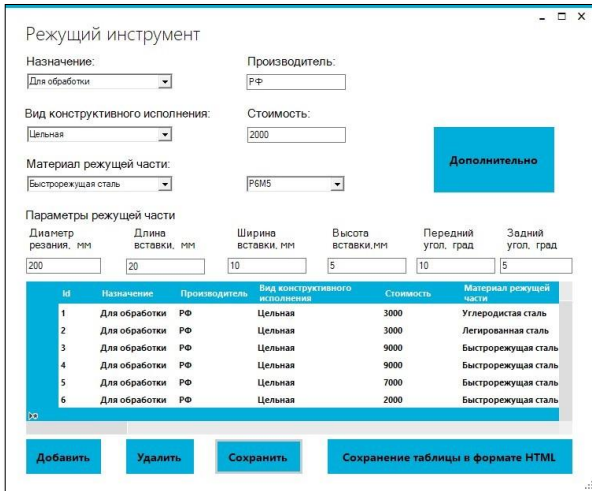 Режущий инструмент
Назначение:
Производитель:
Для обработки
РФ
Вид конструктивного исполнения:
Стоимость:
Цельная
2000
Дополнительно
Материал режущей части:
Быстрорежущая сталь
Р6М5
Параметры режущей части
Диаметр резания, мм
Длина вставки, мм
Ширина вставки, мм
Высота вставки,мм
Передний угол, град
Задний угол, град
200 20 10 5 10 5
Id Назначение Производитель Вид конструктивного исполнения Стоимость Материал режущей части
1 Для обработки РФ Цельная 3000 Углеродистая сталь
2 Для обработки РФ Цельная 3000 Легированная сталь
3 Для обработки РФ Цельная 9000 Быстрорежущая сталь
4 Для обработки РФ Цельная 9000 Быстрорежущая сталь
5 Для обработки РФ Цельная 7000 Быстрорежущая сталь
6 Для обработки РФ Цельная 2000 Быстрорежущая сталь
Добавить
Удалить
Сохранить
Сохранение таблицы в формате HTML